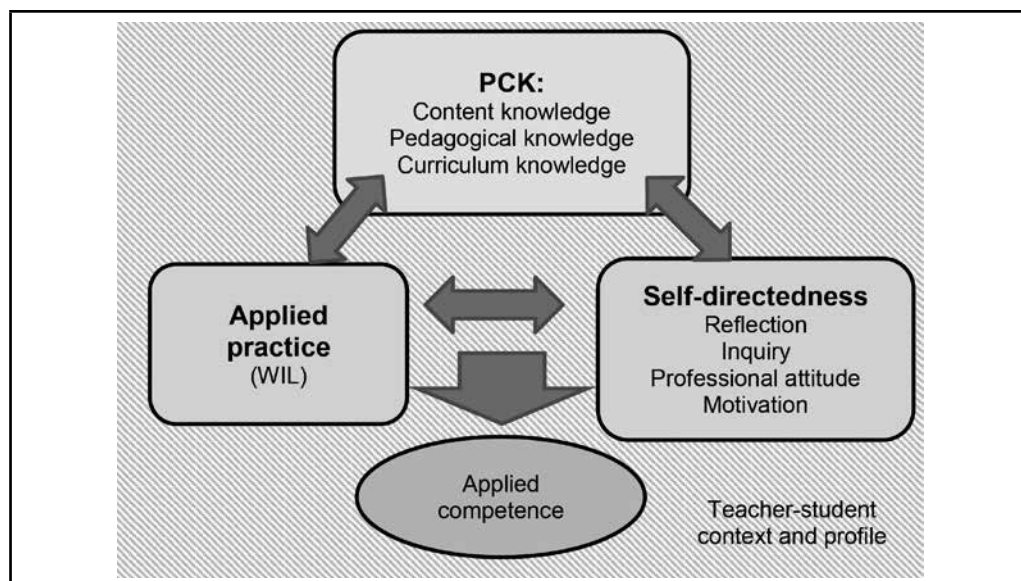 PCK:
Content knowledge
Pedagogical knowledge
Curriculum knowledge
Applied
practice
(WIL)
Self-directedness
Reflection
Inquiry
Professional attitude
Motivation
Applied
competence
Teacher-student
context and profile